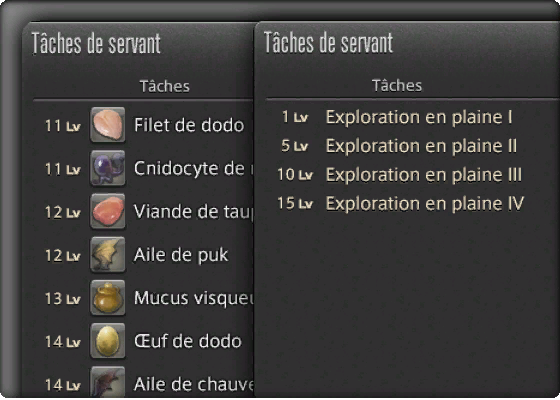 Tâches de servant
Tâches
11 Lv Filet de dodo
11 Lv Cnidocyte de
12 Lv Viande de
12 Lv Aile de puk
13 Lv Mucus
14 Lv Œuf de dodo
14 Lv Aile de
Tâches de servant
Tâches
1 Lv Exploration en plaine I
5 Lv Exploration en plaine II
10 Lv Exploration en plaine III
15 Lv Exploration en plaine IV